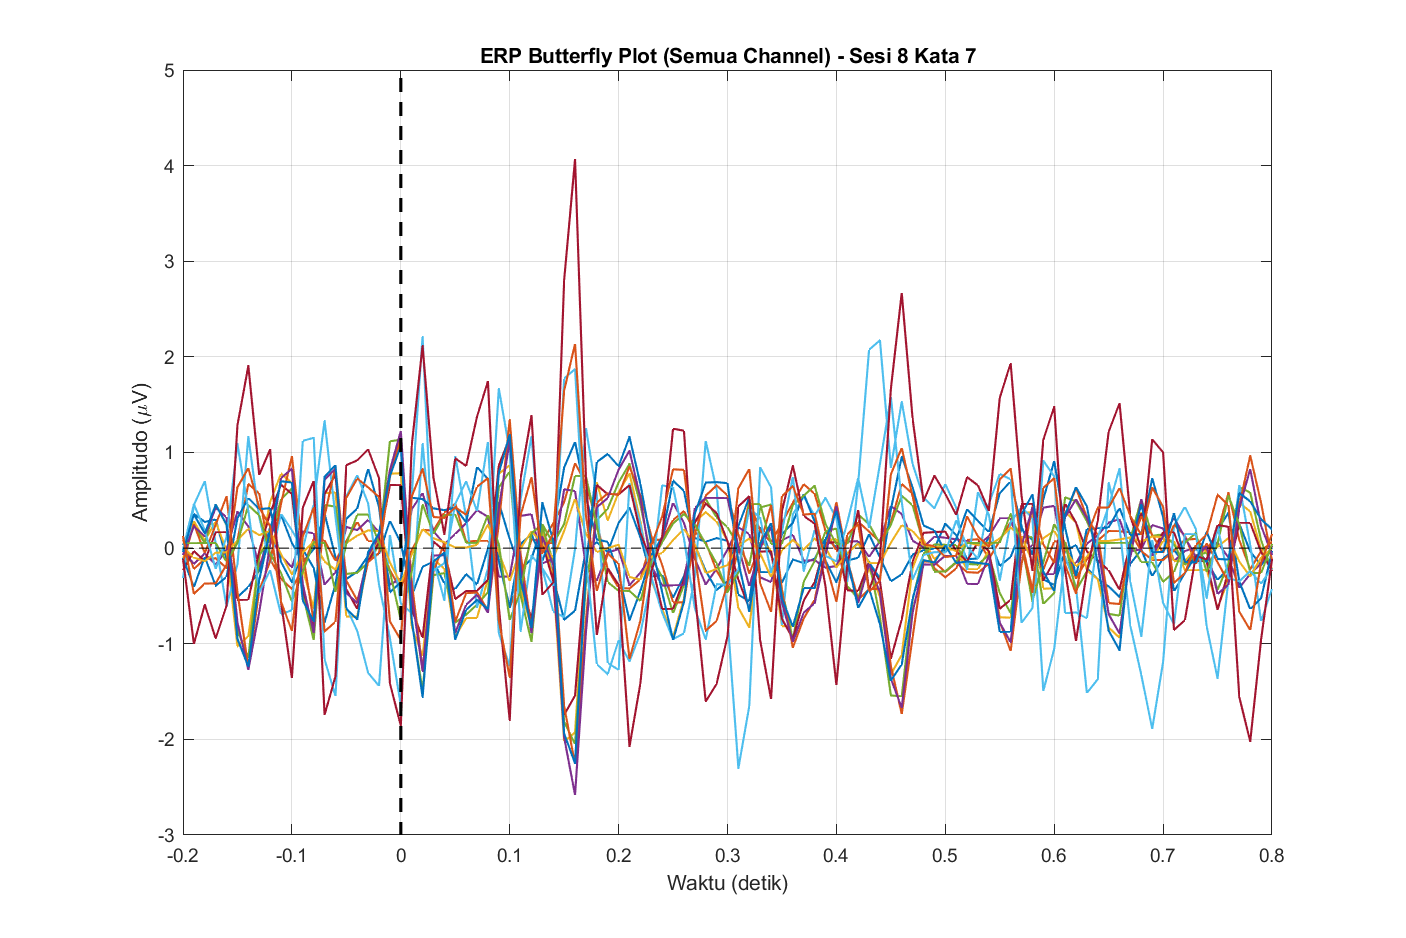 ERP Butterfly Plot (Semua Channel) - Sesi 8 Kata 7
5
4
3
2
1
0
-1
-2
-3
Amplitudo (μV)
-0.2 -0.1 0 0.1 0.2 0.3 0.4 0.5 0.6 0.7 0.8
Waktu (detik)